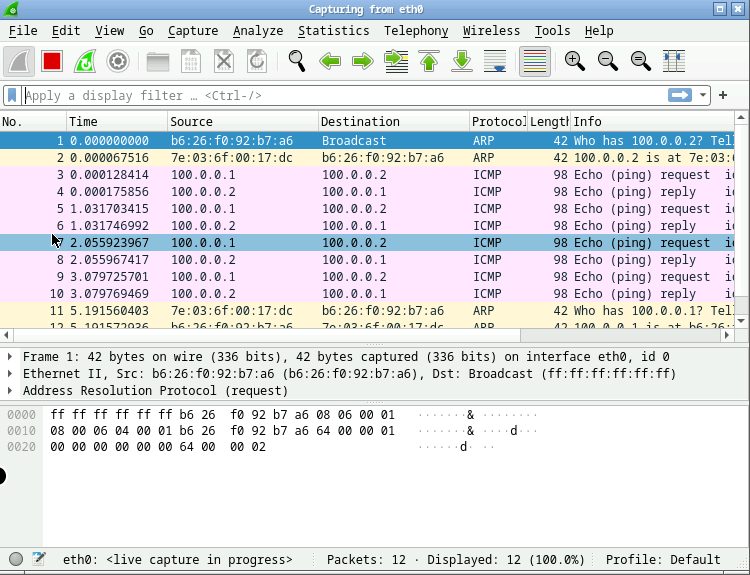 Capturing from eth0
File Edit View Go Capture Analyze Statistics Telephony Wireless Tools Help
Apply a display filter … <Ctrl-/>
No. Time Source Destination Protocol Length Info
1 0.000000000 b6:26:f0:92:b7:a6 Broadcast ARP 42 Who has 100.0.0.2? Tell
2 0.000067516 7e:03:6f:00:17:dc b6:26:f0:92:b7:a6 ARP 42 100.0.0.2 is at 7e:03:
3 0.000128414 100.0.0.1 100.0.0.2 ICMP 98 Echo (ping) request
4 0.000175856 100.0.0.2 100.0.0.1 ICMP 98 Echo (ping) reply
5 1.031703415 100.0.0.1 100.0.0.2 ICMP 98 Echo (ping) request
6 1.031746992 100.0.0.2 100.0.0.1 ICMP 98 Echo (ping) reply
7 2.055923967 100.0.0.1 100.0.0.2 ICMP 98 Echo (ping) request
8 2.055967417 100.0.0.2 100.0.0.1 ICMP 98 Echo (ping) reply
9 3.079725701 100.0.0.1 100.0.0.2 ICMP 98 Echo (ping) request
10 3.079769469 100.0.0.2 100.0.0.1 ICMP 98 Echo (ping) reply
11 5.191560403 7e:03:6f:00:17:dc b6:26:f0:92:b7:a6 ARP 42 Who has 100.0.0.1? Tell
12 5.191572936 b6:26:f0:92:b7:a6 7e:03:6f:00:17:dc ARP 42 100.0.0.1 is at b6:26:
Frame 1: 42 bytes on wire (336 bits), 42 bytes captured (336 bits) on interface eth0, id 0
Ethernet II, Src: b6:26:f0:92:b7:a6 (b6:26:f0:92:b7:a6), Dst: Broadcast (ff:ff:ff:ff:ff:ff)
Address Resolution Protocol (request)
0000 ff ff ff ff ff ff b6 26 f0 92 b7 a6 08 06 00 01 ·······& ········
0010 08 00 06 04 00 01 b6 26 f0 92 b7 a6 64 00 00 01 ·······& ····d···
0020 00 00 00 00 00 00 64 00 00 02 ······d· ··
eth0: <live capture in progress> Packets: 12 · Displayed: 12 (100.0%) Profile: Default